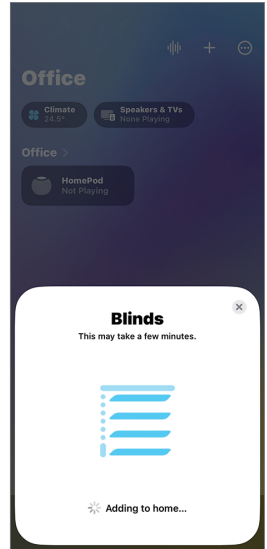 Office
Climate
24.5°
Speakers & TVs
None Playing
Office >
HomePod
Not Playing
Blinds
This may take a few minutes.
Adding to home...